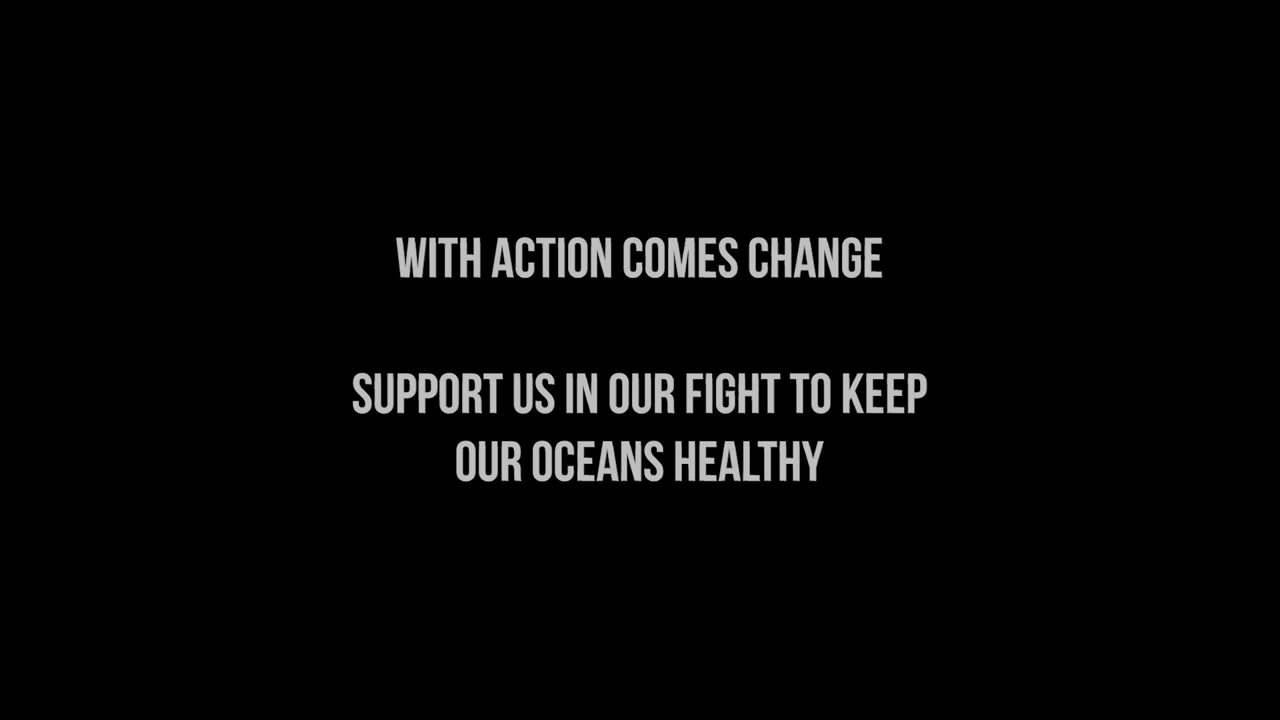 WITH ACTION COMES CHANGE
SUPPORT US IN OUR FIGHT TO KEEP
OUR OCEANS HEALTHY